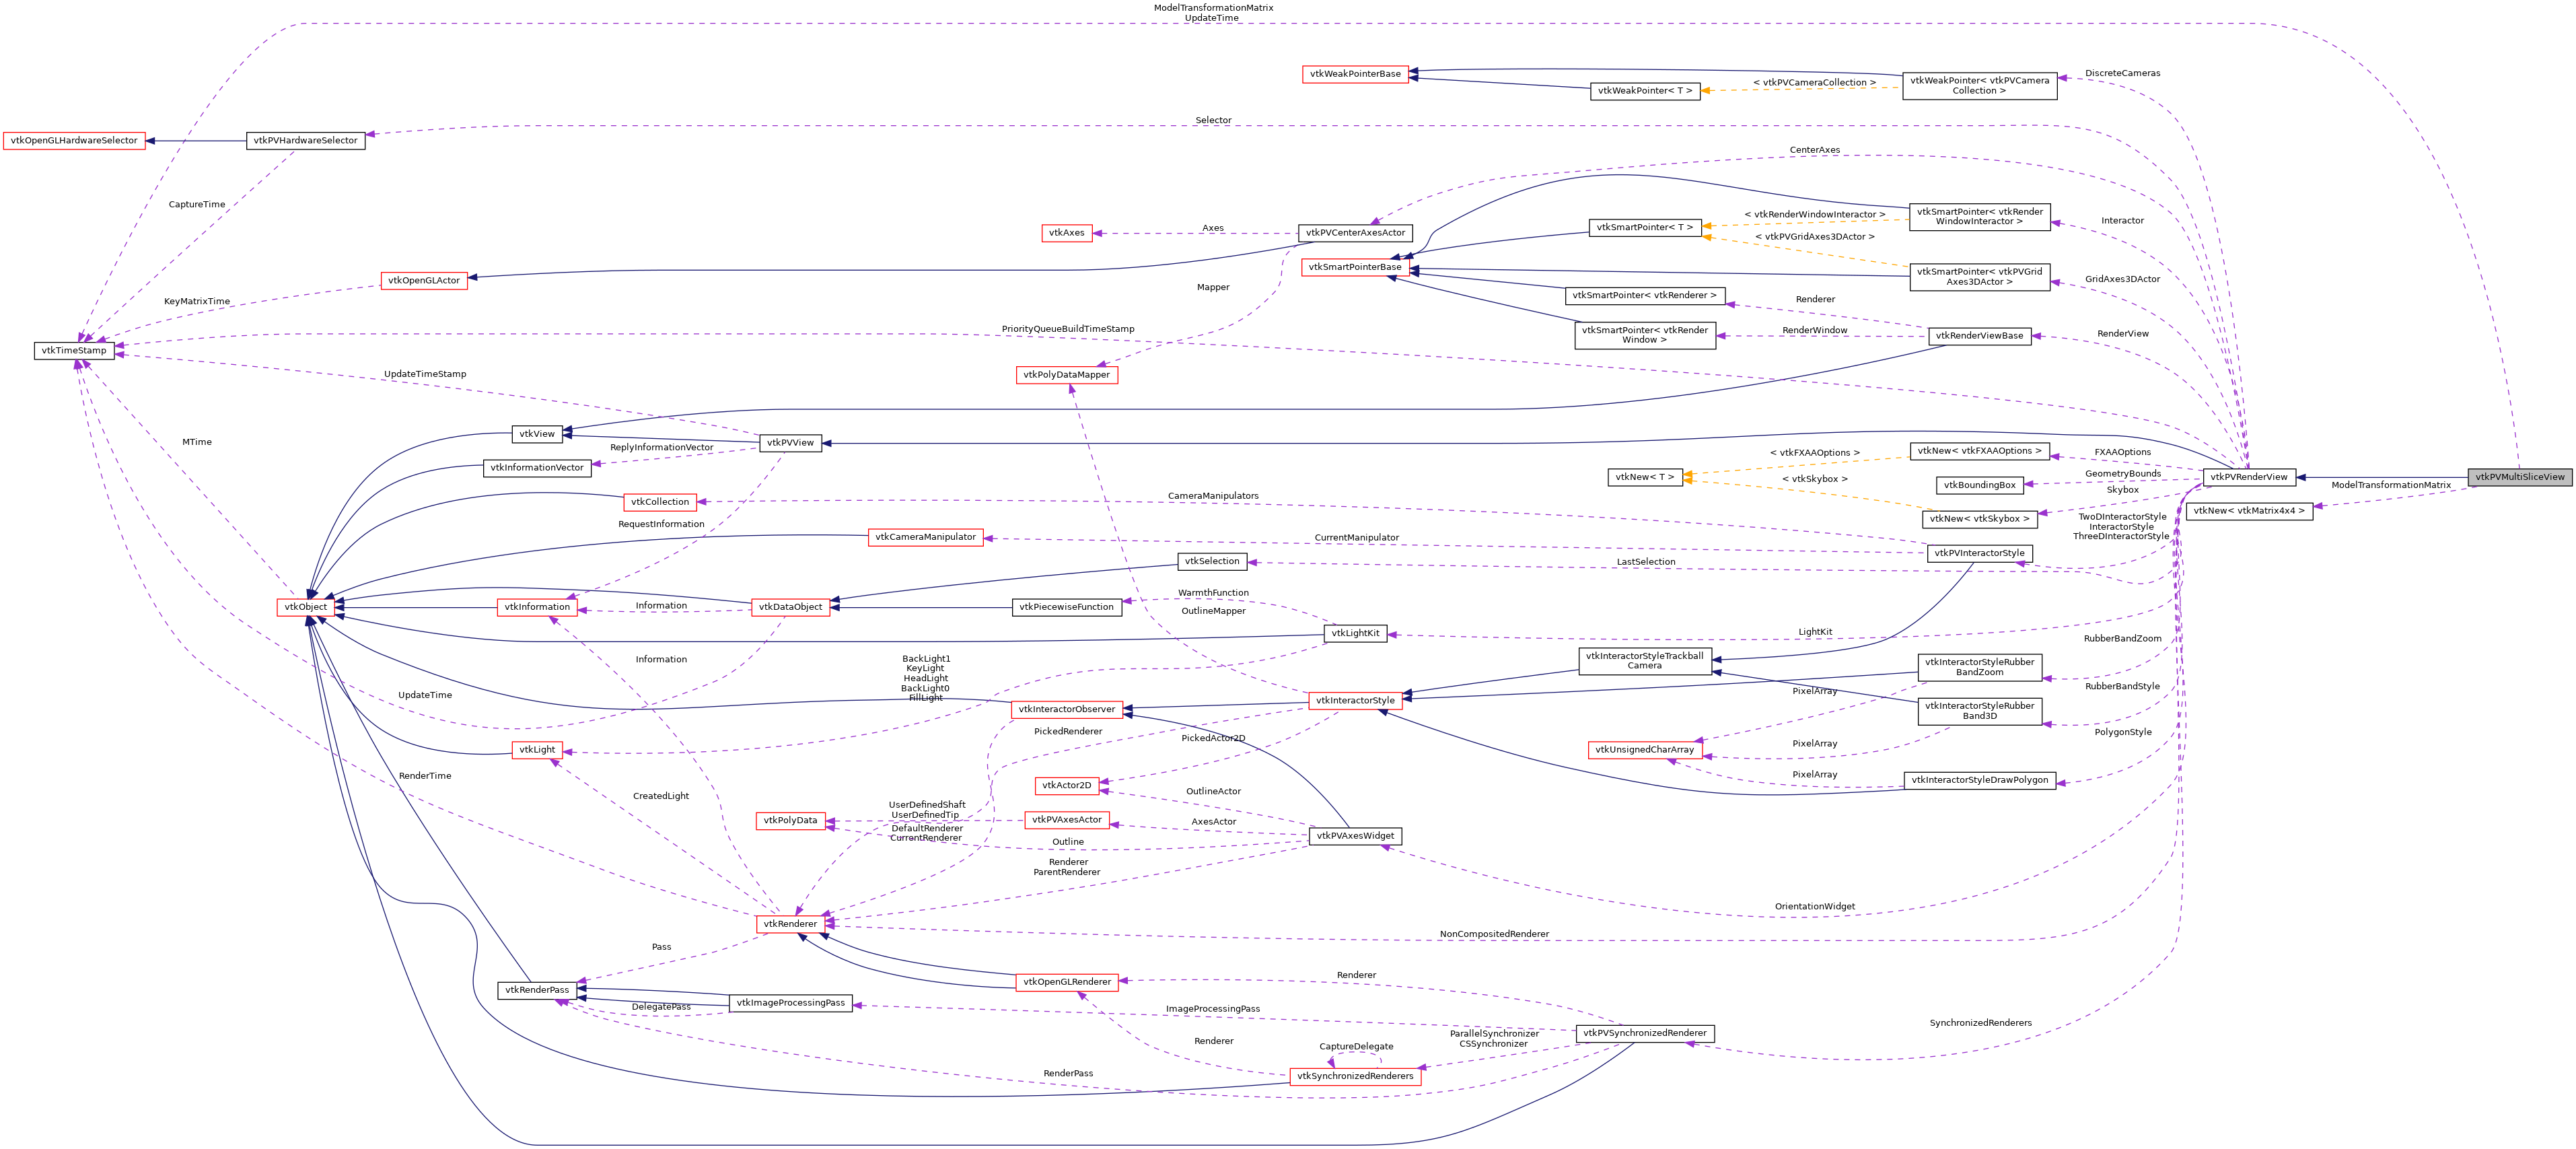 ModelTransformationMatrix
UpdateTime
vtkWeakPointerBase
vtkWeakPointer< T >
< vtkPVCameraCollection >
vtkWeakPointer< vtkPVCamera
Collection >
DiscreteCameras
Selector
vtkOpenGLHardwareSelector
vtkPVHardwareSelector
CenterAxes
CaptureTime
vtkAxes
Axes
vtkPVCenterAxesActor
vtkSmartPointer< T >
< vtkRenderWindowInteractor >
vtkSmartPointer< vtkRender
WindowInteractor >
Interactor
< vtkPVGridAxes3DActor >
vtkSmartPointerBase
vtkSmartPointer< vtkPVGrid
Axes3DActor >
GridAxes3DActor
vtkOpenGLActor
Mapper
vtkSmartPointer< vtkRenderer >
Renderer
KeyMatrixTime
PriorityQueueBuildTimeStamp
vtkSmartPointer< vtkRender
Window >
RenderWindow
vtkRenderViewBase
RenderView
vtkTimeStamp
UpdateTimeStamp
vtkPolyDataMapper
MTime
vtkView
vtkPVView
ReplyInformationVector
vtkInformationVector
vtkNew< T >
< vtkFXAAOptions >
vtkNew< vtkFXAAOptions >
FXAAOptions
< vtkSkybox >
vtkBoundingBox
GeometryBounds
vtkPVRenderView
vtkPVMultiSliceView
ModelTransformationMatrix
Skybox
vtkNew< vtkMatrix4x4 >
vtkCollection
CameraManipulators
vtkNew< vtkSkybox >
TwoDInteractorStyle
InteractorStyle
ThreeDInteractorStyle
RequestInformation
vtkCameraManipulator
CurrentManipulator
vtkPVInteractorStyle
vtkSelection
LastSelection
vtkObject
vtkInformation
Information
vtkDataObject
vtkPiecewiseFunction
WarmthFunction
OutlineMapper
vtkLightKit
LightKit
RubberBandZoom
Information
BackLight1
KeyLight
HeadLight
BackLight0
FillLight
vtkInteractorStyleTrackball
Camera
vtkInteractorStyleRubber
BandZoom
UpdateTime
vtkInteractorObserver
vtkInteractorStyle
PixelArray
RubberBandStyle
vtkInteractorStyleRubber
Band3D
PickedRenderer
PickedActor2D
vtkLight
vtkUnsignedCharArray
PixelArray
PolygonStyle
RenderTime
PixelArray
vtkInteractorStyleDrawPolygon
CreatedLight
vtkActor2D
OutlineActor
UserDefinedShaft
UserDefinedTip
vtkPolyData
vtkPVAxesActor
AxesActor
DefaultRenderer
CurrentRenderer
Outline
vtkPVAxesWidget
Renderer
ParentRenderer
OrientationWidget
vtkRenderer
NonCompositedRenderer
Pass
vtkRenderPass
vtkOpenGLRenderer
Renderer
vtkImageProcessingPass
DelegatePass
ImageProcessingPass
SynchronizedRenderers
vtkPVSynchronizedRenderer
Renderer
CaptureDelegate
ParallelSynchronizer
CSSynchronizer
RenderPass
vtkSynchronizedRenderers